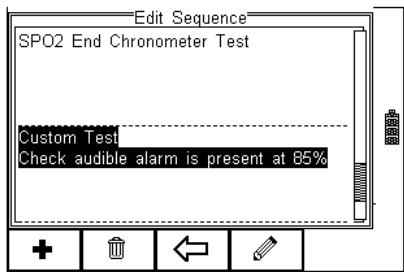 Edit Sequence
SPO2 End Chronometer Test
Custom Test
Check audible alarm is present at 85%